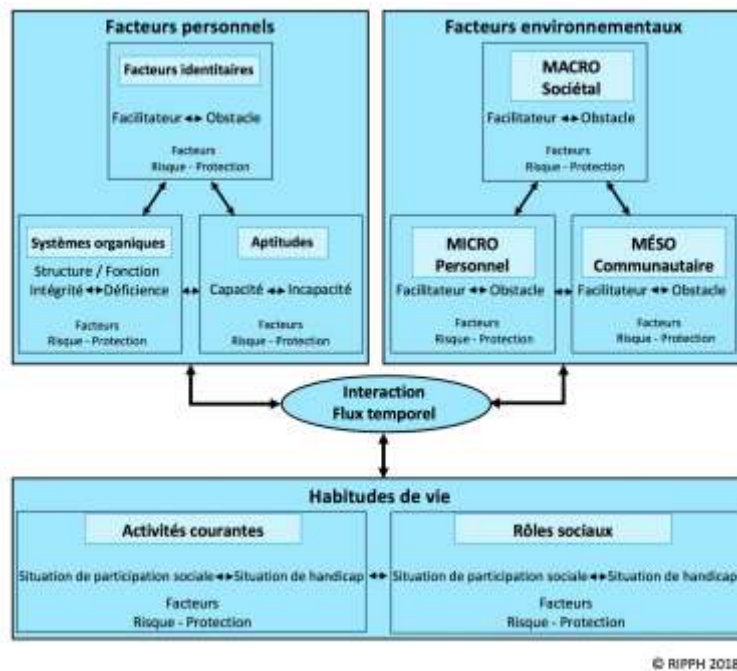 Facteurs personnels
Facteurs identitaires
Facilitateur ↔ Obstacle
Facteurs
Risque - Protection
Systèmes organiques
Structure / Fonction
Intégrité ↔ Déficience
Facteurs
Risque - Protection
Aptitudes
Capacité ↔ Incapacité
Facteurs
Risque - Protection
Facteurs environnementaux
MACRO
Sociétal
Facilitateur ↔ Obstacle
Facteurs
Risque - Protection
MICRO
Personnel
Facilitateur ↔ Obstacle
Facteurs
Risque - Protection
MÉSO
Communautaire
Facilitateur ↔ Obstacle
Facteurs
Risque - Protection
Interaction
Flux temporel
Habitudes de vie
Activités courantes
Situation de participation sociale ↔ Situation de handicap
Facteurs
Risque - Protection
Rôles sociaux
Situation de participation sociale ↔ Situation de handicap
Facteurs
Risque - Protection
© RIPPH 2018